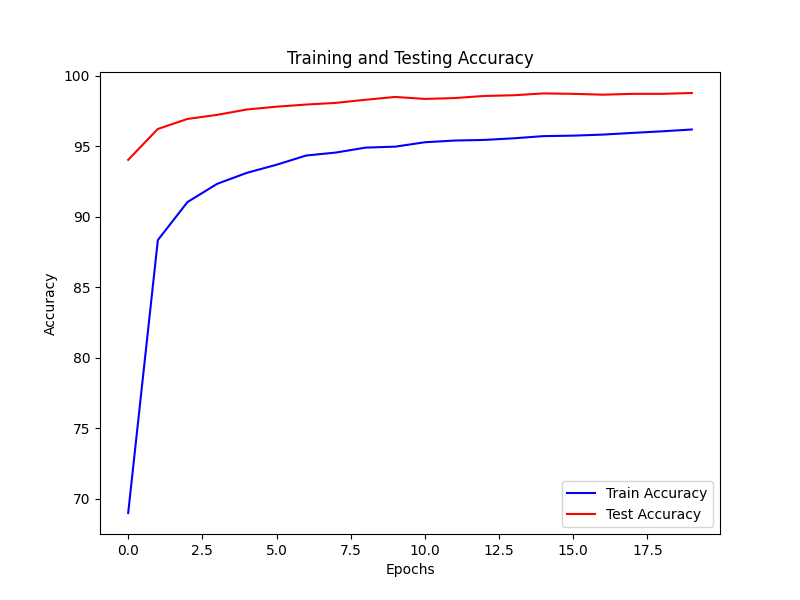 Training and Testing Accuracy
100
95
90
85
80
75
70
Accuracy
Train Accuracy
Test Accuracy
0.0 2.5 5.0 7.5 10.0 12.5 15.0 17.5
Epochs